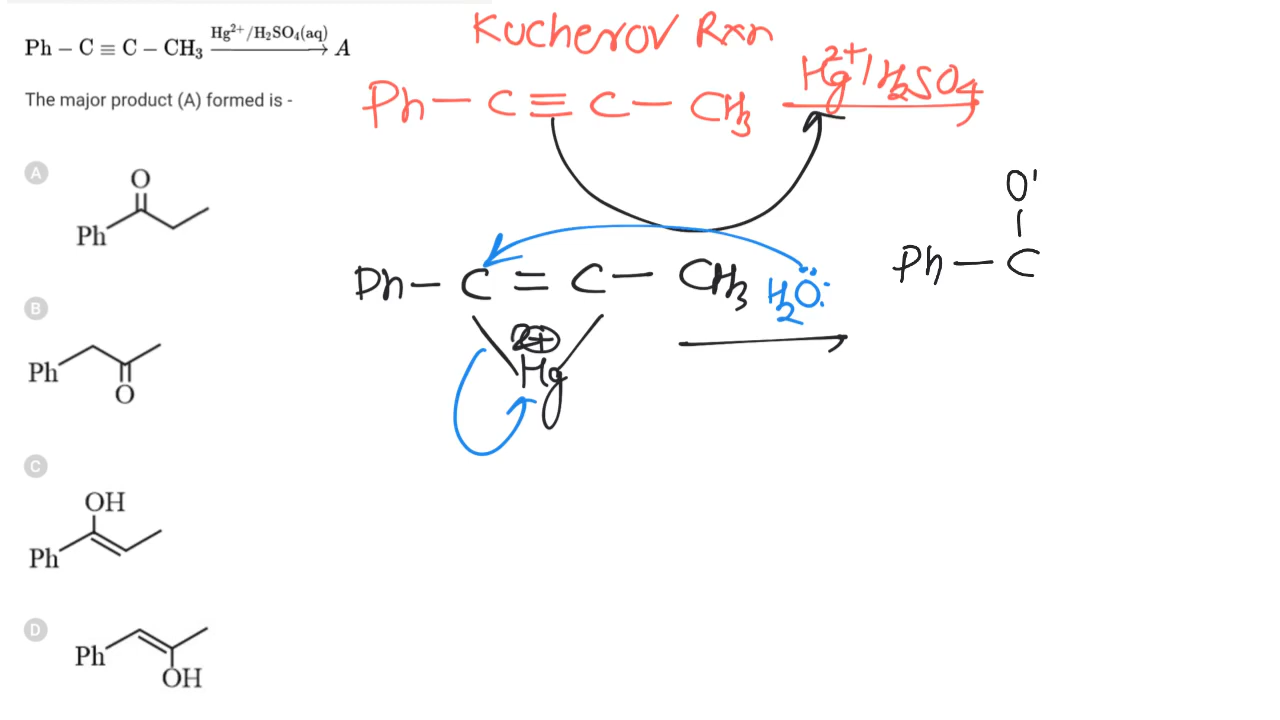 Ph – C ≡ C – CH₃ Hg²⁺/H₂SO₄(aq) → A
The major product (A) formed is -
A
O
Ph
B
Ph
O
C
OH
Ph
D
Ph
OH
Kucherov Rxn
Ph – C ≡ C – CH₃ Hg²⁺/H₂SO₄ →
Ph – C = C – CH₃ H₂O:
2+
Hg
O'
Ph – C